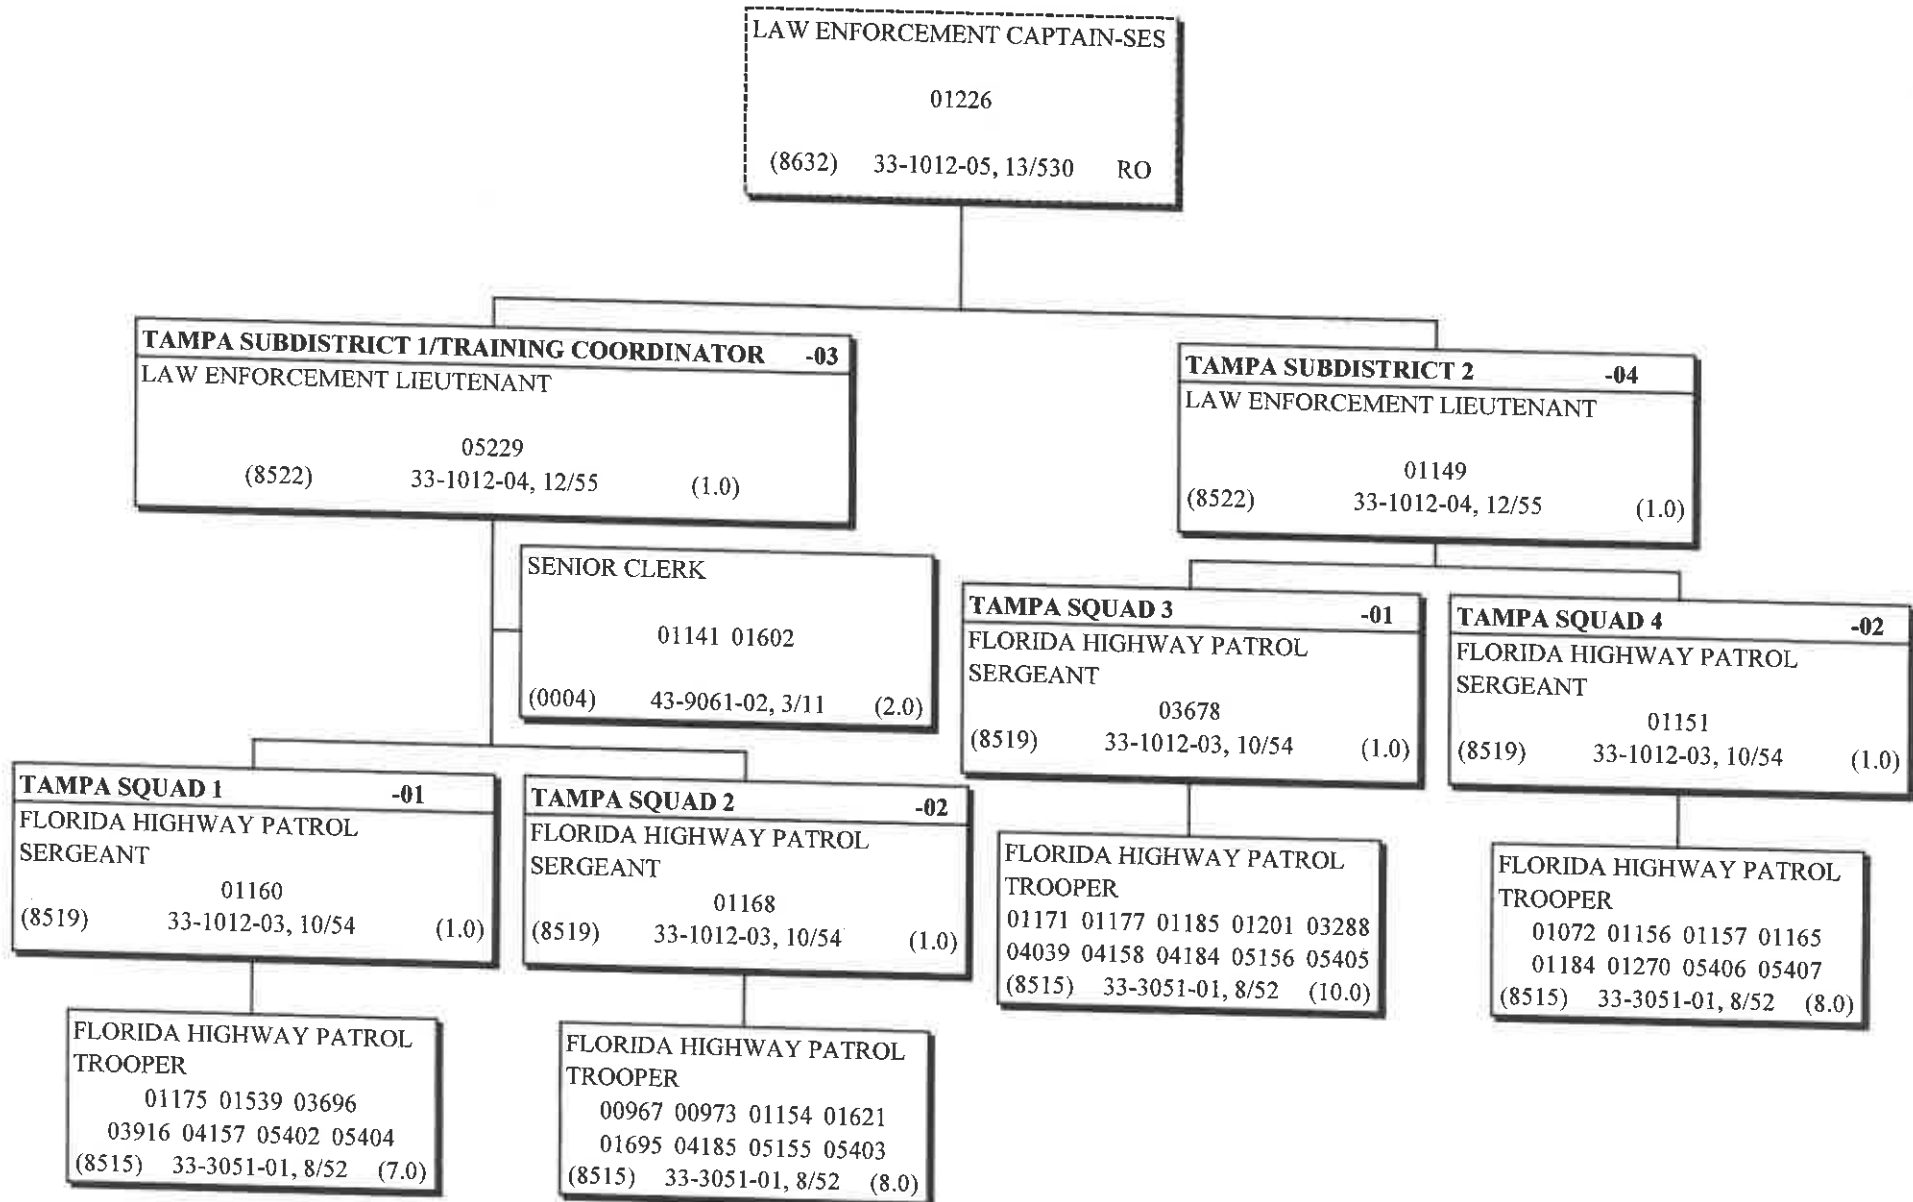 LAW ENFORCEMENT CAPTAIN-SES
01226
(8632) 33-1012-05, 13/530 RO
TAMPA SUBDISTRICT 1/TRAINING COORDINATOR -03
LAW ENFORCEMENT LIEUTENANT
05229
(8522) 33-1012-04, 12/55 (1.0)
TAMPA SUBDISTRICT 2 -04
LAW ENFORCEMENT LIEUTENANT
01149
(8522) 33-1012-04, 12/55 (1.0)
SENIOR CLERK
01141 01602
(0004) 43-9061-02, 3/11 (2.0)
TAMPA SQUAD 1 -01
FLORIDA HIGHWAY PATROL
SERGEANT
01160
(8519) 33-1012-03, 10/54 (1.0)
FLORIDA HIGHWAY PATROL
TROOPER
01175 01539 03696
03916 04157 05402 05404
(8515) 33-3051-01, 8/52 (7.0)
TAMPA SQUAD 2 -02
FLORIDA HIGHWAY PATROL
SERGEANT
01168
(8519) 33-1012-03, 10/54 (1.0)
FLORIDA HIGHWAY PATROL
TROOPER
00967 00973 01154 01621
01695 04185 05155 05403
(8515) 33-3051-01, 8/52 (8.0)
TAMPA SQUAD 3 -01
FLORIDA HIGHWAY PATROL
SERGEANT
03678
(8519) 33-1012-03, 10/54 (1.0)
FLORIDA HIGHWAY PATROL
TROOPER
01171 01177 01185 01201 03288
04039 04158 04184 05156 05405
(8515) 33-3051-01, 8/52 (10.0)
TAMPA SQUAD 4 -02
FLORIDA HIGHWAY PATROL
SERGEANT
01151
(8519) 33-1012-03, 10/54 (1.0)
FLORIDA HIGHWAY PATROL
TROOPER
01072 01156 01157 01165
01184 01270 05406 05407
(8515) 33-3051-01, 8/52 (8.0)